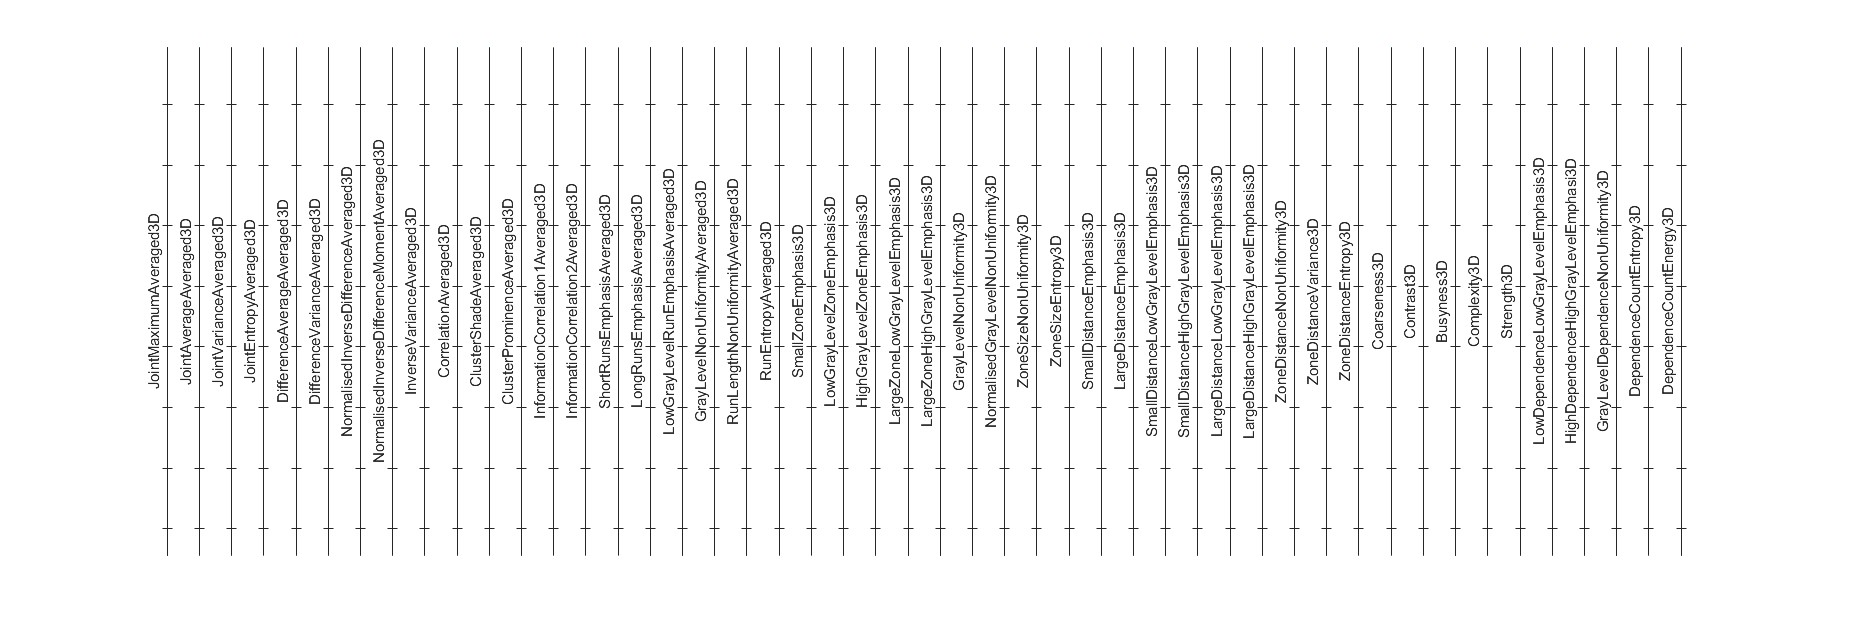 JointMaximumAveraged3D
JointAverageAveraged3D
JointVarianceAveraged3D
JointEntropyAveraged3D
DifferenceAverageAveraged3D
DifferenceVarianceAveraged3D
NormalisedInverseDifferenceAveraged3D
NormalisedInverseDifferenceMomentAveraged3D
InverseVarianceAveraged3D
CorrelationAveraged3D
ClusterShadeAveraged3D
ClusterProminenceAveraged3D
InformationCorrelation1Averaged3D
InformationCorrelation2Averaged3D
ShortRunsEmphasisAveraged3D
LongRunsEmphasisAveraged3D
LowGrayLevelRunEmphasisAveraged3D
GrayLevelNonUniformityAveraged3D
RunLengthNonUniformityAveraged3D
RunEntropyAveraged3D
SmallZoneEmphasis3D
LowGrayLevelZoneEmphasis3D
HighGrayLevelZoneEmphasis3D
LargeZoneLowGrayLevelEmphasis3D
LargeZoneHighGrayLevelEmphasis3D
GrayLevelNonUniformity3D
NormalisedGrayLevelNonUniformity3D
ZoneSizeNonUniformity3D
ZoneSizeEntropy3D
SmallDistanceEmphasis3D
LargeDistanceEmphasis3D
SmallDistanceLowGrayLevelEmphasis3D
SmallDistanceHighGrayLevelEmphasis3D
LargeDistanceLowGrayLevelEmphasis3D
LargeDistanceHighGrayLevelEmphasis3D
ZoneDistanceNonUniformity3D
ZoneDistanceVariance3D
ZoneDistanceEntropy3D
Coarseness3D
Contrast3D
Busyness3D
Complexity3D
Strength3D
LowDependenceLowGrayLevelEmphasis3D
HighDependenceHighGrayLevelEmphasi3D
GrayLevelDependenceNonUniformity3D
DependenceCountEntropy3D
DependenceCountEnergy3D